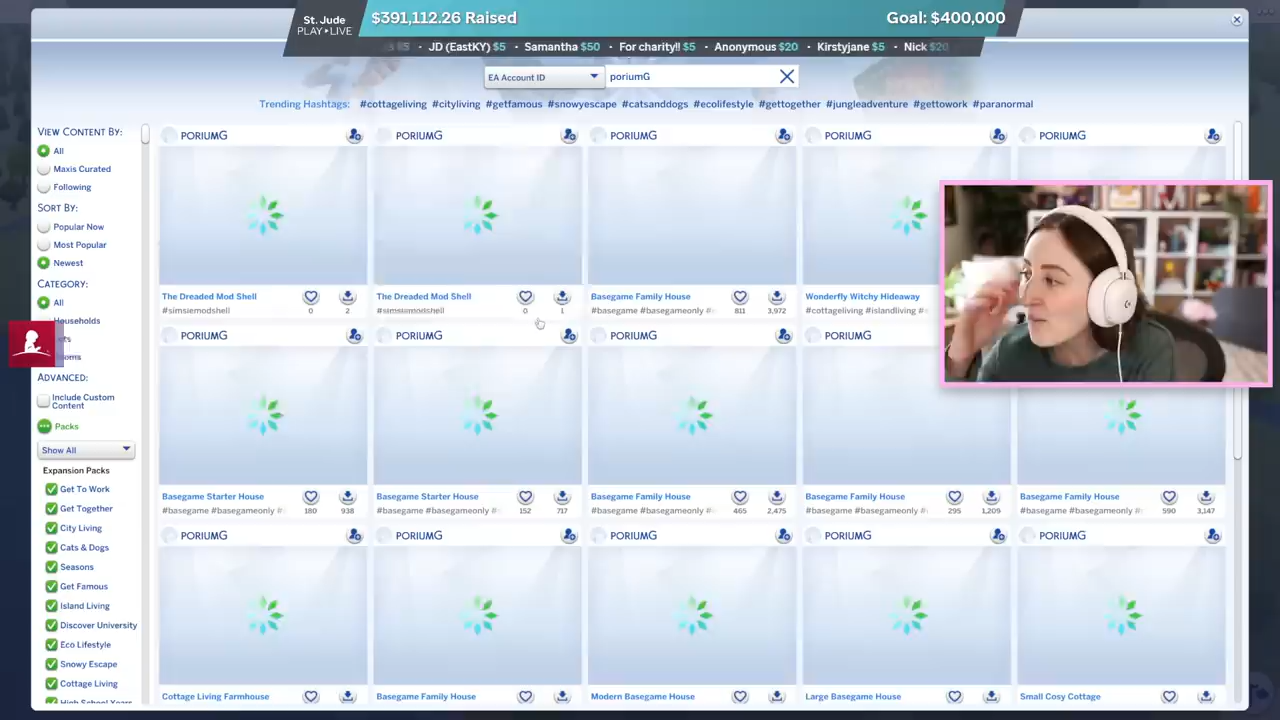 St. Jude
PLAY LIVE
$391,112.26 Raised
Goal: $400,000
JD (EastKY) $5 · Samantha $50 · For charity!! $5 · Anonymous $20 · Kirstyjane $5 · Nick $20
EA Account ID
poriumG
Trending Hashtags: #cottageliving #cityliving #getfamous #snowyescape #catsanddogs #ecolifestyle #gettogether #jungleadventure #gettowork #paranormal
VIEW CONTENT BY:
All
Maxis Curated
Following
SORT BY:
Popular Now
Most Popular
Newest
CATEGORY:
All
Households
ADVANCED:
Include Custom
Content
Packs
Show All
Expansion Packs
Get To Work
Get Together
City Living
Cats & Dogs
Seasons
Get Famous
Island Living
Discover University
Eco Lifestyle
Snowy Escape
Cottage Living
High School Years
PORIUMG PORIUMG PORIUMG PORIUMG PORIUMG
The Dreaded Mod Shell The Dreaded Mod Shell Basegame Family House Wonderfly Witchy Hideaway
#simsiemodshell 0 2 #simsiemodshell 0 1 #basegame #basegameonly 811 3,972 #cottageliving #islandliving
PORIUMG PORIUMG PORIUMG PORIUMG
Basegame Starter House Basegame Starter House Basegame Family House Basegame Family House Basegame Family House
#basegame #basegameonly 180 938 #basegame #basegameonly 152 717 #basegame #basegameonly 465 2,475 #basegame #basegameonly 295 1,209 #basegame #basegameonly 590 3,147
PORIUMG PORIUMG PORIUMG PORIUMG PORIUMG
Cottage Living Farmhouse Basegame Family House Modern Basegame House Large Basegame House Small Cosy Cottage